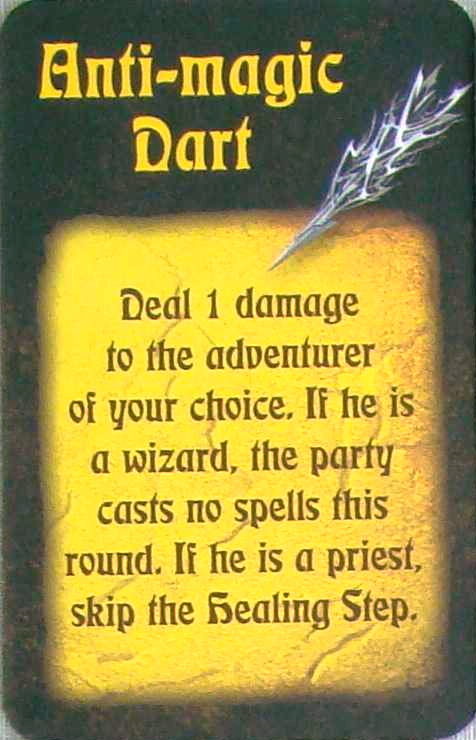 Anti-magic
Dart
Deal 1 damage
to the adventurer
of your choice. If he is
a wizard, the party
casts no spells this
round. If he is a priest,
skip the Healing Step.